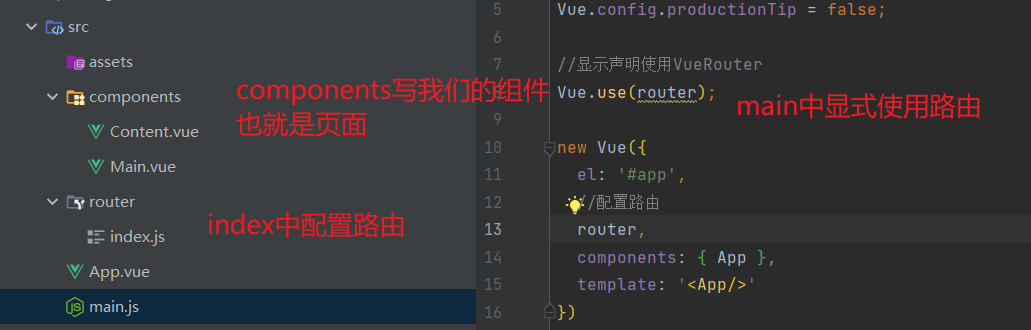 src
assets
components
Content.vue
Main.vue
router
index.js
App.vue
main.js
components写我们的组件
也就是页面
index中配置路由
5 Vue.config.productionTip = false;
6
7 //显示声明使用VueRouter
8 Vue.use(router);
9
10 new Vue({
11 el: '#app',
12 //配置路由
13 router,
14 components: { App },
15 template: '<App/>'
16 })
main中显式使用路由